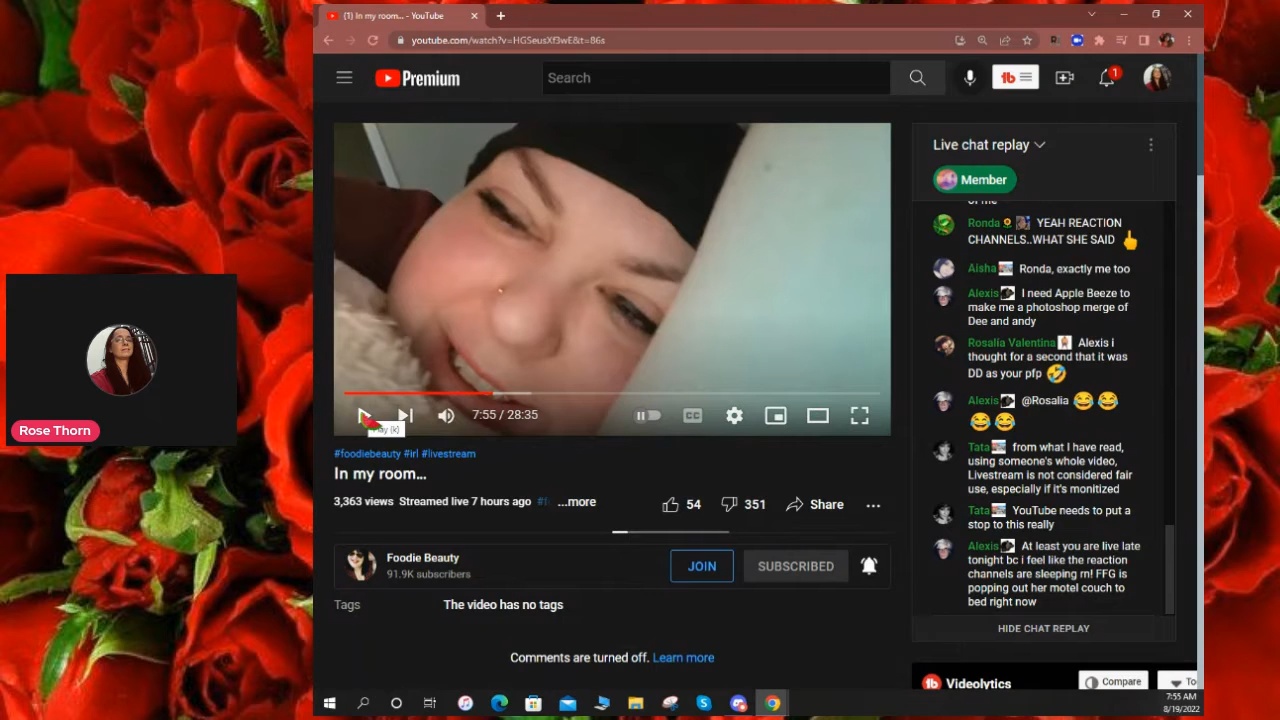 (1) In my room... - YouTube
youtube.com/watch?v=HGSeusXf3wE&t=86s
Premium
Search
1
Live chat replay
Member
of me
Ronda YEAH REACTION
CHANNELS..WHAT SHE SAID
Aisha Ronda, exactly me too
Alexis I need Apple Beeze to
make me a photoshop merge of
Dee and andy
Rosalia Valentina Alexis i
thought for a second that it was
DD as your pfp
Alexis @Rosalia
Tata from what I have read,
using someone's whole video,
Livestream is not considered fair
use, especially if it's monitized
Tata YouTube needs to put a
stop to this really
Alexis At least you are live late
tonight bc i feel like the reaction
channels are sleeping rn! FFG is
popping out her motel couch to
bed right now
HIDE CHAT REPLAY
7:55 / 28:35
CC
Play (k)
Rose Thorn
#foodiebeauty #irl #livestream
In my room...
3,363 views Streamed live 7 hours ago #f ...more
54
351
Share
Foodie Beauty
91.9K subscribers
JOIN
SUBSCRIBED
Tags
The video has no tags
Comments are turned off. Learn more
Videolytics
Compare
To
7:55 AM
8/19/2022